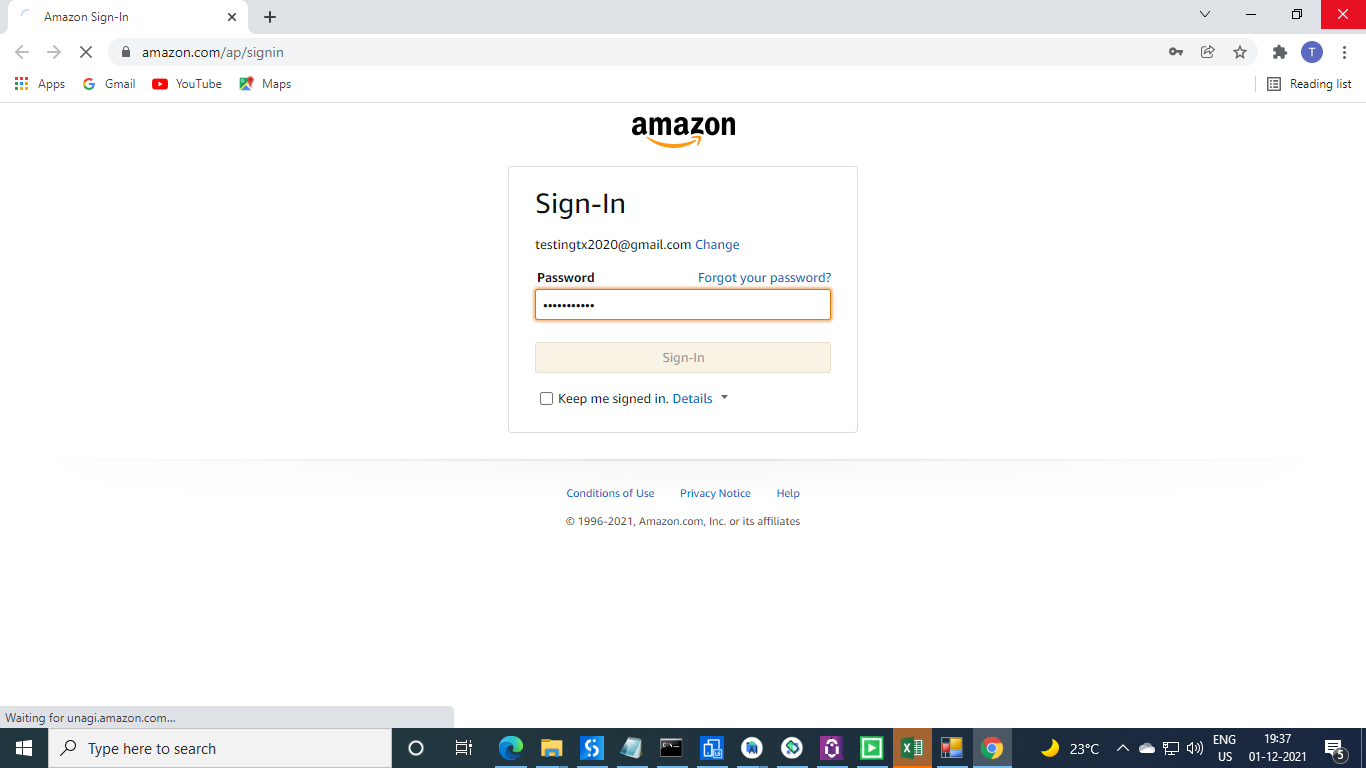 Amazon Sign-In
amazon.com/ap/signin
T
Apps Gmail YouTube Maps Reading list
amazon
Sign-In
testingtx2020@gmail.com Change
Password Forgot your password?
•••••••••••
Sign-In
Keep me signed in. Details
Conditions of Use Privacy Notice Help
© 1996-2021, Amazon.com, Inc. or its affiliates
Waiting for unagi.amazon.com...
Type here to search
23°C
ENG
US
19:37
01-12-2021
5